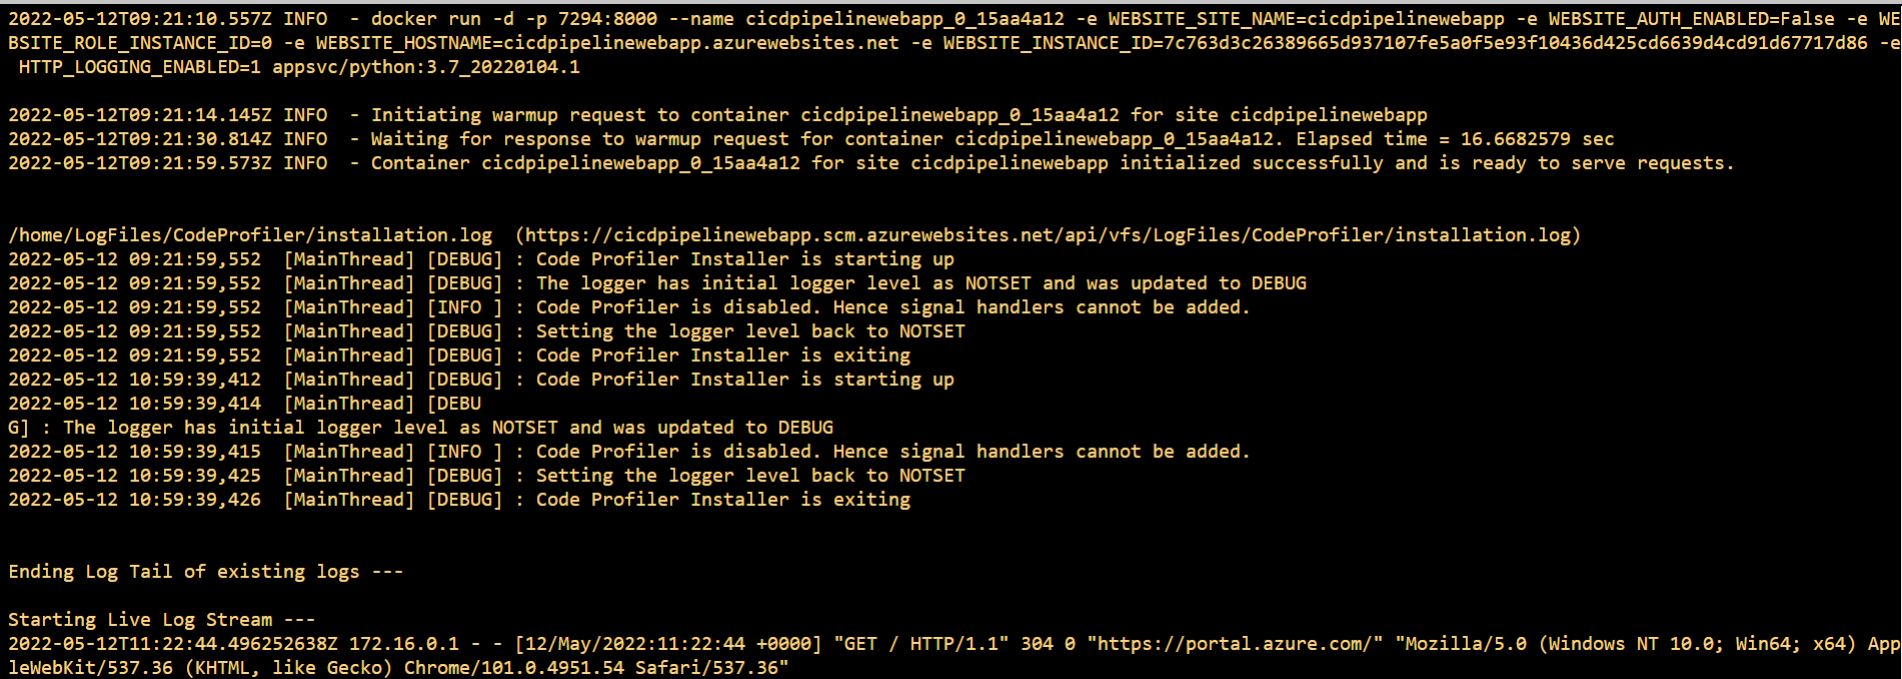 2022-05-12T09:21:10.557Z INFO  - docker run -d -p 7294:8000 --name cicdpipelinewebapp_0_15aa4a12 -e WEBSITE_SITE_NAME=cicdpipelinewebapp -e WEBSITE_AUTH_ENABLED=False -e WE
BSITE_ROLE_INSTANCE_ID=0 -e WEBSITE_HOSTNAME=cicdpipelinewebapp.azurewebsites.net -e WEBSITE_INSTANCE_ID=7c763d3c26389665d937107fe5a0f5e93f10436d425cd6639d4cd91d67717d86 -e
 HTTP_LOGGING_ENABLED=1 appsvc/python:3.7_20220104.1
2022-05-12T09:21:14.145Z INFO  - Initiating warmup request to container cicdpipelinewebapp_0_15aa4a12 for site cicdpipelinewebapp
2022-05-12T09:21:30.814Z INFO  - Waiting for response to warmup request for container cicdpipelinewebapp_0_15aa4a12. Elapsed time = 16.6682579 sec
2022-05-12T09:21:59.573Z INFO  - Container cicdpipelinewebapp_0_15aa4a12 for site cicdpipelinewebapp initialized successfully and is ready to serve requests.
/home/LogFiles/CodeProfiler/installation.log  (https://cicdpipelinewebapp.scm.azurewebsites.net/api/vfs/LogFiles/CodeProfiler/installation.log)
2022-05-12 09:21:59,552  [MainThread] [DEBUG] : Code Profiler Installer is starting up
2022-05-12 09:21:59,552  [MainThread] [DEBUG] : The logger has initial logger level as NOTSET and was updated to DEBUG
2022-05-12 09:21:59,552  [MainThread] [INFO ] : Code Profiler is disabled. Hence signal handlers cannot be added.
2022-05-12 09:21:59,552  [MainThread] [DEBUG] : Setting the logger level back to NOTSET
2022-05-12 09:21:59,552  [MainThread] [DEBUG] : Code Profiler Installer is exiting
2022-05-12 10:59:39,412  [MainThread] [DEBUG] : Code Profiler Installer is starting up
2022-05-12 10:59:39,414  [MainThread] [DEBU
G] : The logger has initial logger level as NOTSET and was updated to DEBUG
2022-05-12 10:59:39,415  [MainThread] [INFO ] : Code Profiler is disabled. Hence signal handlers cannot be added.
2022-05-12 10:59:39,425  [MainThread] [DEBUG] : Setting the logger level back to NOTSET
2022-05-12 10:59:39,426  [MainThread] [DEBUG] : Code Profiler Installer is exiting
Ending Log Tail of existing logs ---
Starting Live Log Stream ---
2022-05-12T11:22:44.496252638Z 172.16.0.1 - - [12/May/2022:11:22:44 +0000] "GET / HTTP/1.1" 304 0 "https://portal.azure.com/" "Mozilla/5.0 (Windows NT 10.0; Win64; x64) App
leWebKit/537.36 (KHTML, like Gecko) Chrome/101.0.4951.54 Safari/537.36"